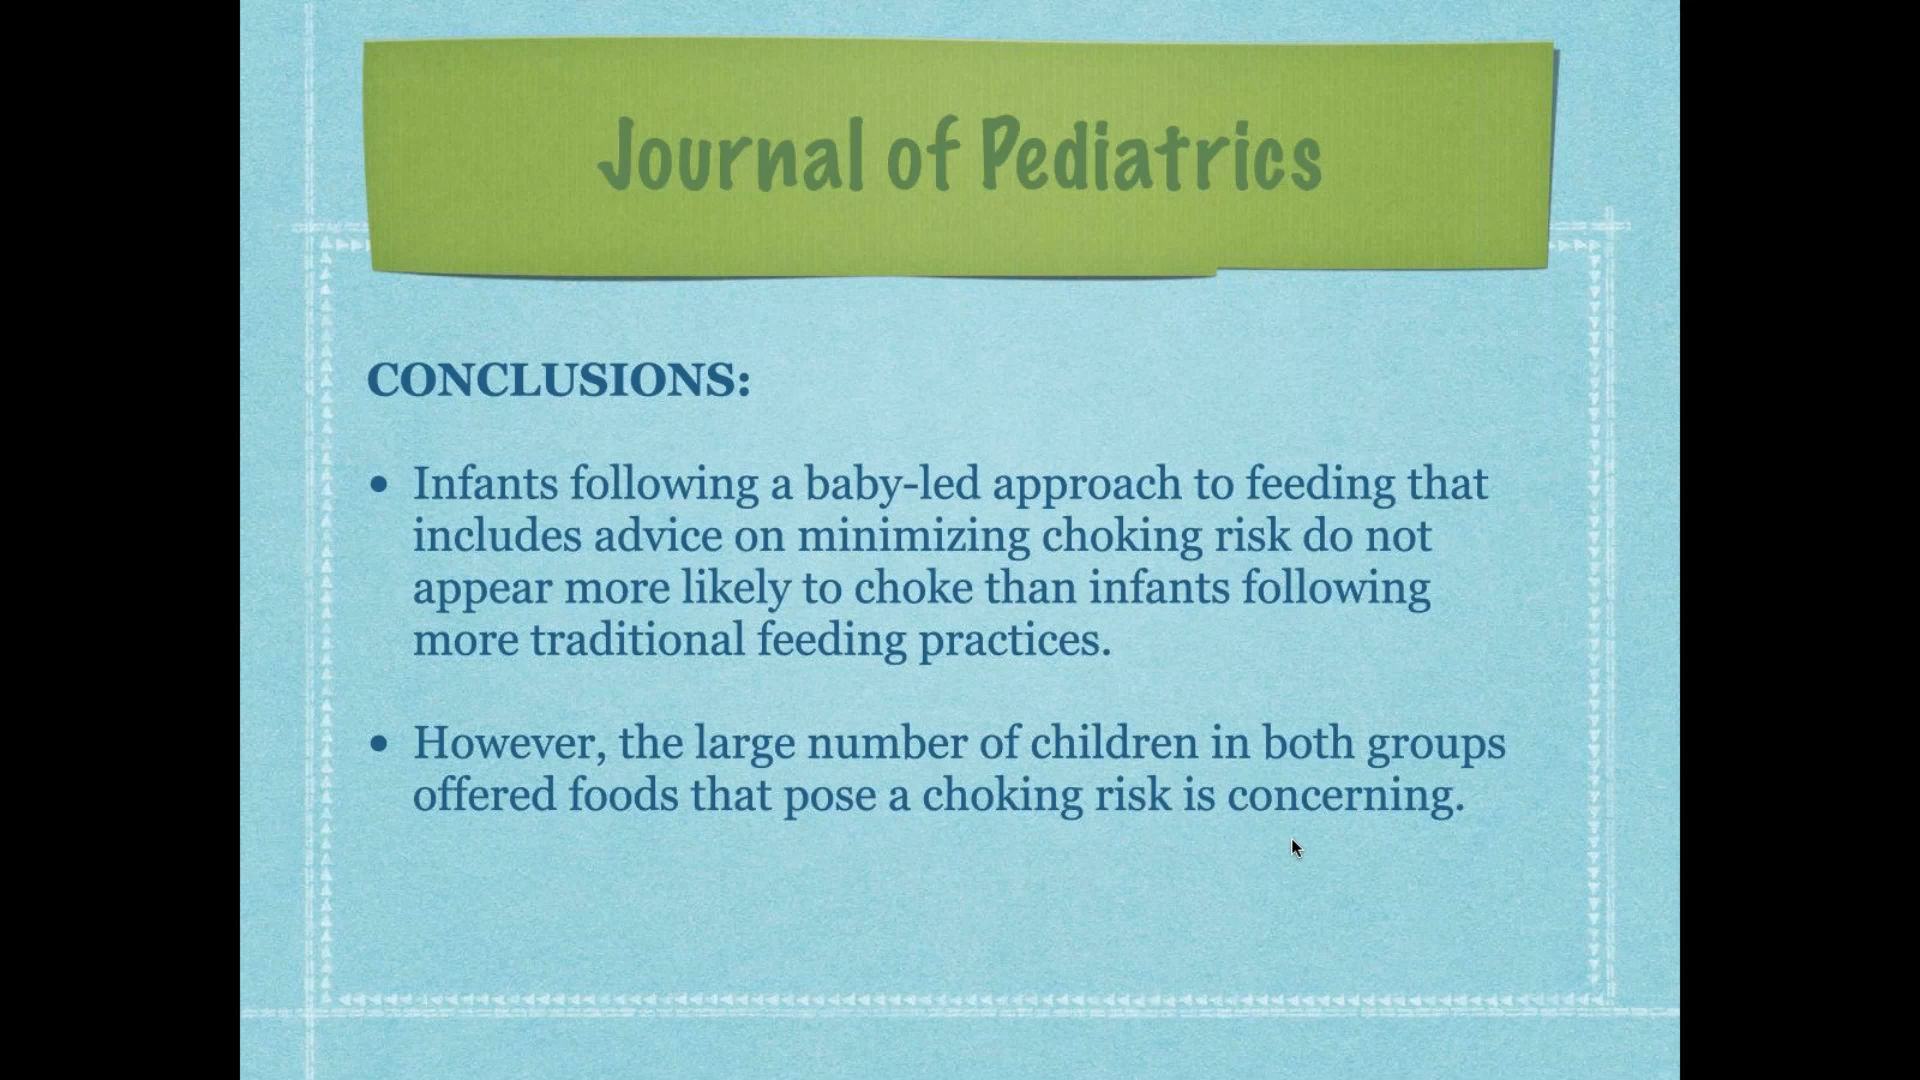 Journal of Pediatrics
CONCLUSIONS:
• Infants following a baby-led approach to feeding that
includes advice on minimizing choking risk do not
appear more likely to choke than infants following
more traditional feeding practices.
• However, the large number of children in both groups
offered foods that pose a choking risk is concerning.